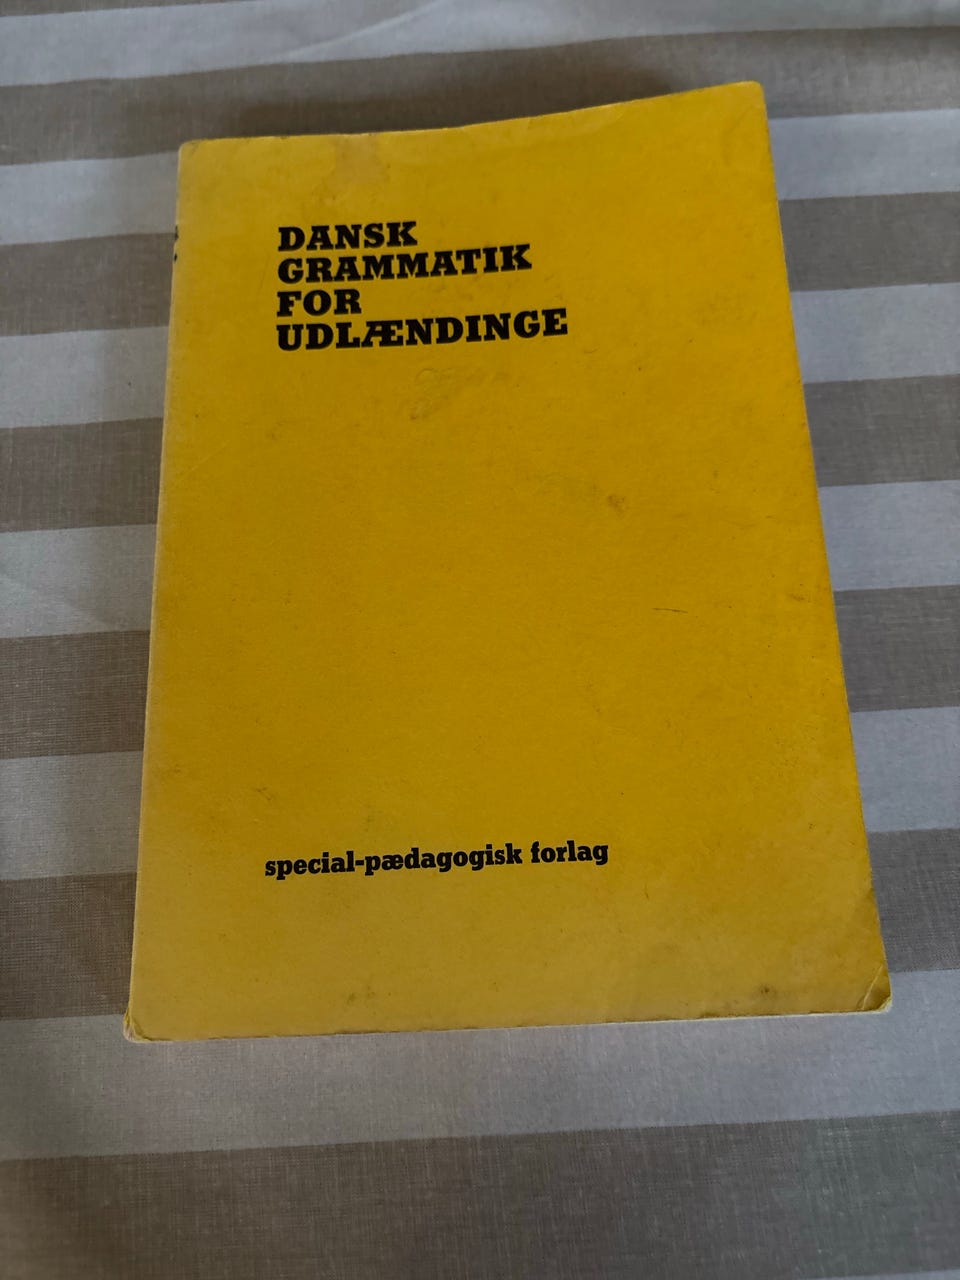 DANSK
GRAMMATIK
FOR
UDLÆNDINGE
special-pædagogisk forlag